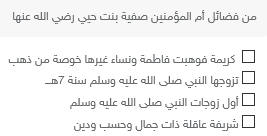 من فضائل أم المؤمنين صفية بنت حيي رضي الله عنها
كريمة فوهبت فاطمة ونساء غيرها خوصة من ذهب
تزوجها النبي صلى الله عليه وسلم سنة 7هـ
أول زوجات النبي صلى الله عليه وسلم
شريفة عاقلة ذات جمال وحسب ودين